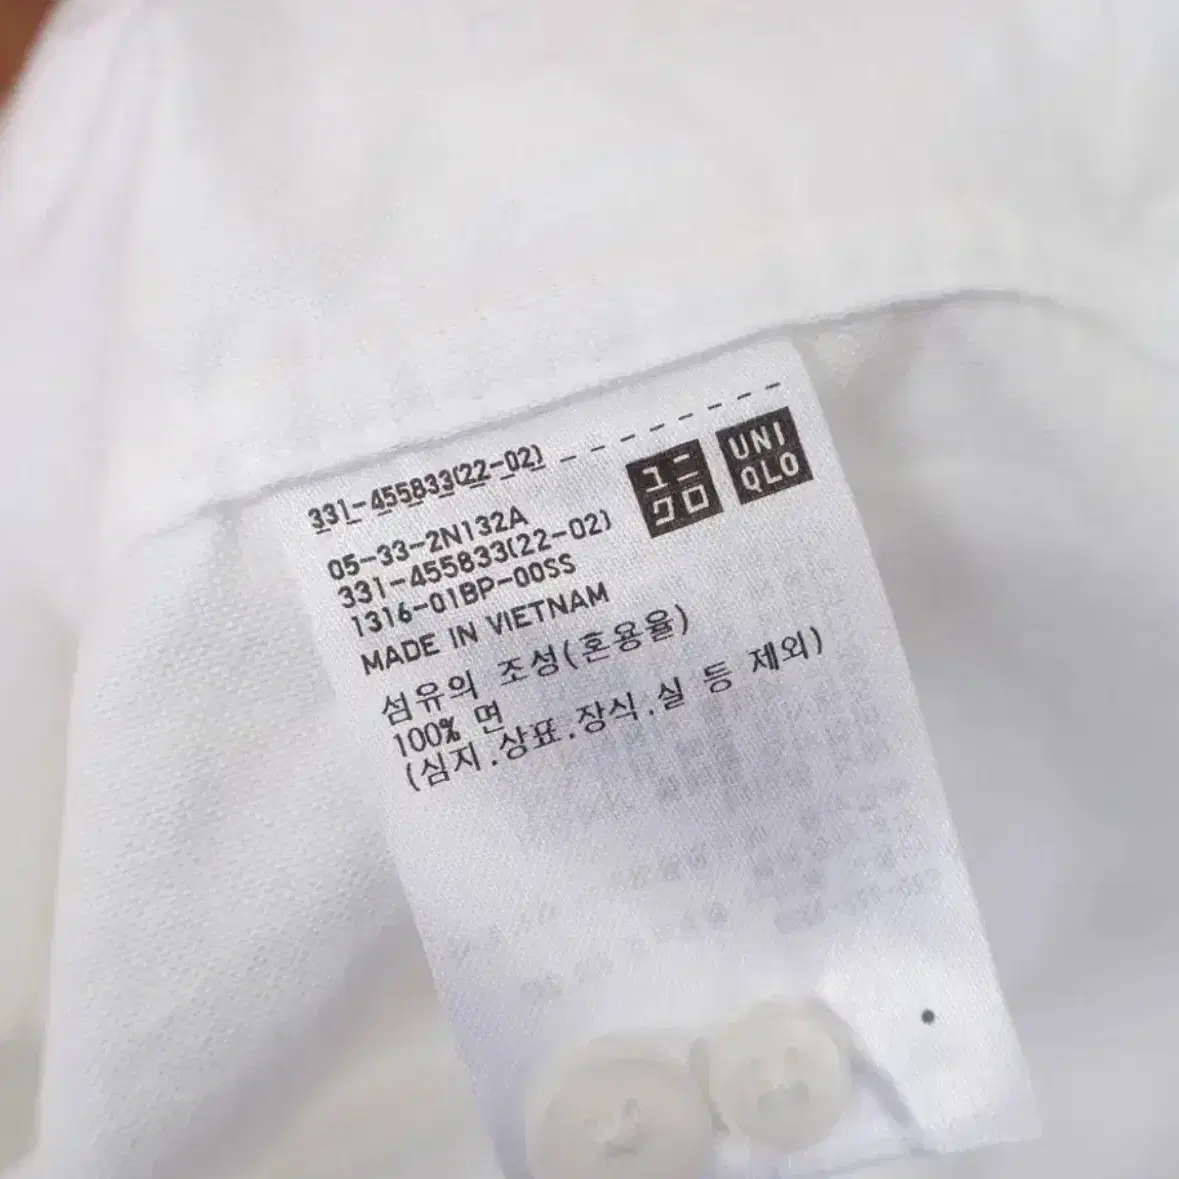 331-455833(22-02)
ユニ
クロ
UNI
QLO
05-33-2N132A
331-455833(22-02)
1316-01BP-00SS
MADE IN VIETNAM
섬유의 조성(혼용율)
100% 면
(심지.상표.장식.실 등 제외)